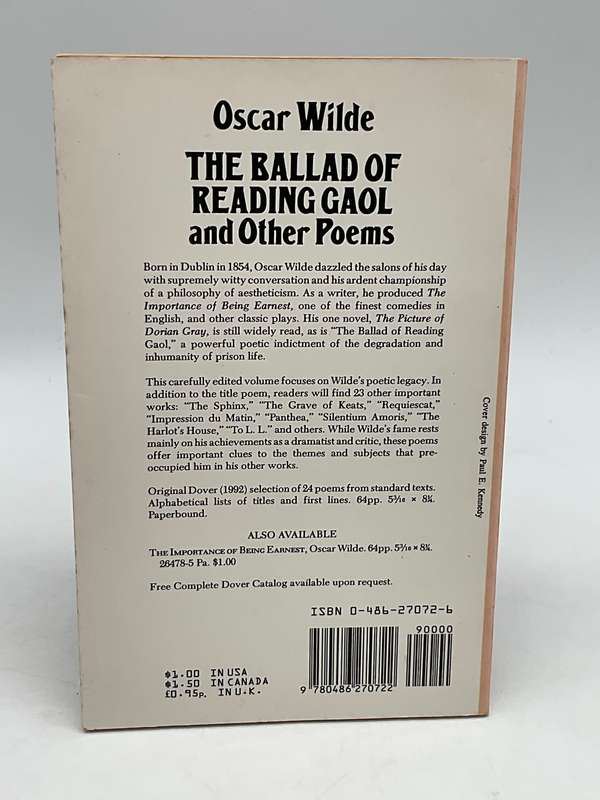 Oscar Wilde
THE BALLAD OF
READING GAOL
and Other Poems
Born in Dublin in 1854, Oscar Wilde dazzled the salons of his day
with supremely witty conversation and his ardent championship
of a philosophy of aestheticism. As a writer, he produced The
Importance of Being Earnest, one of the finest comedies in
English, and other classic plays. His one novel, The Picture of
Dorian Gray, is still widely read, as is “The Ballad of Reading
Gaol,” a powerful poetic indictment of the degradation and
inhumanity of prison life.
This carefully edited volume focuses on Wilde’s poetic legacy. In
addition to the title poem, readers will find 23 other important
works: “The Sphinx,” “The Grave of Keats,” “Requiescat,”
“Impression du Matin,” “Panthea,” “Silentium Amoris,” “The
Harlot’s House,” “To L. L.” and others. While Wilde’s fame rests
mainly on his achievements as a dramatist and critic, these poems
offer important clues to the themes and subjects that pre-
occupied him in his other works.
Original Dover (1992) selection of 24 poems from standard texts.
Alphabetical lists of titles and first lines. 64pp. 5³⁄₁₆ × 8¼.
Paperbound.
ALSO AVAILABLE
THE IMPORTANCE OF BEING EARNEST, Oscar Wilde. 64pp. 5³⁄₁₆ × 8¼.
26478-5 Pa. $1.00
Free Complete Dover Catalog available upon request.
Cover design by Paul E. Kennedy
ISBN 0-486-27072-6
90000
9 780486 270722
$1.00 IN USA
$1.50 IN CANADA
£0.95p. IN U.K.